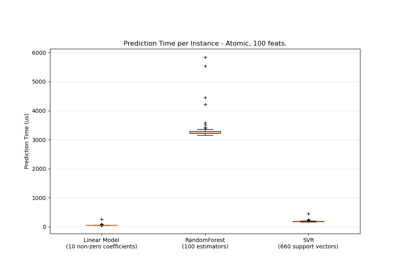 Prediction Time per Instance - Atomic, 100 feats.
6000
5000
4000
3000
2000
1000
0
Prediction Time (us)
Linear Model
(10 non-zero coefficients)
RandomForest
(100 estimators)
SVR
(660 support vectors)